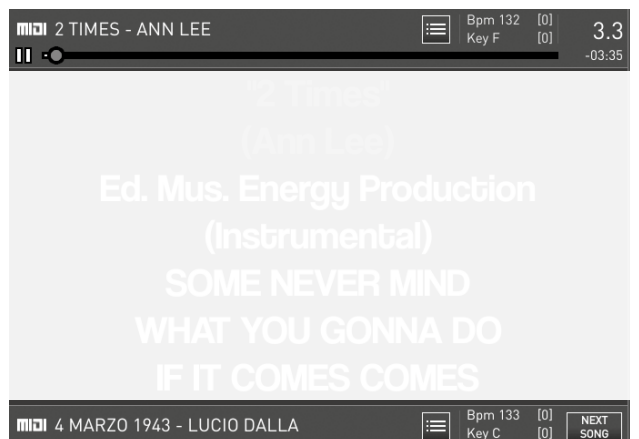 MIDI 2 TIMES - ANN LEE
Bpm 132 [0]
Key F [0]
3.3
-03:35
"2 Times"
(Ann Lee)
Ed. Mus. Energy Production
(Instrumental)
SOME NEVER MIND
WHAT YOU GONNA DO
IF IT COMES COMES
MIDI 4 MARZO 1943 - LUCIO DALLA
Bpm 133 [0]
Key C [0]
NEXT
SONG